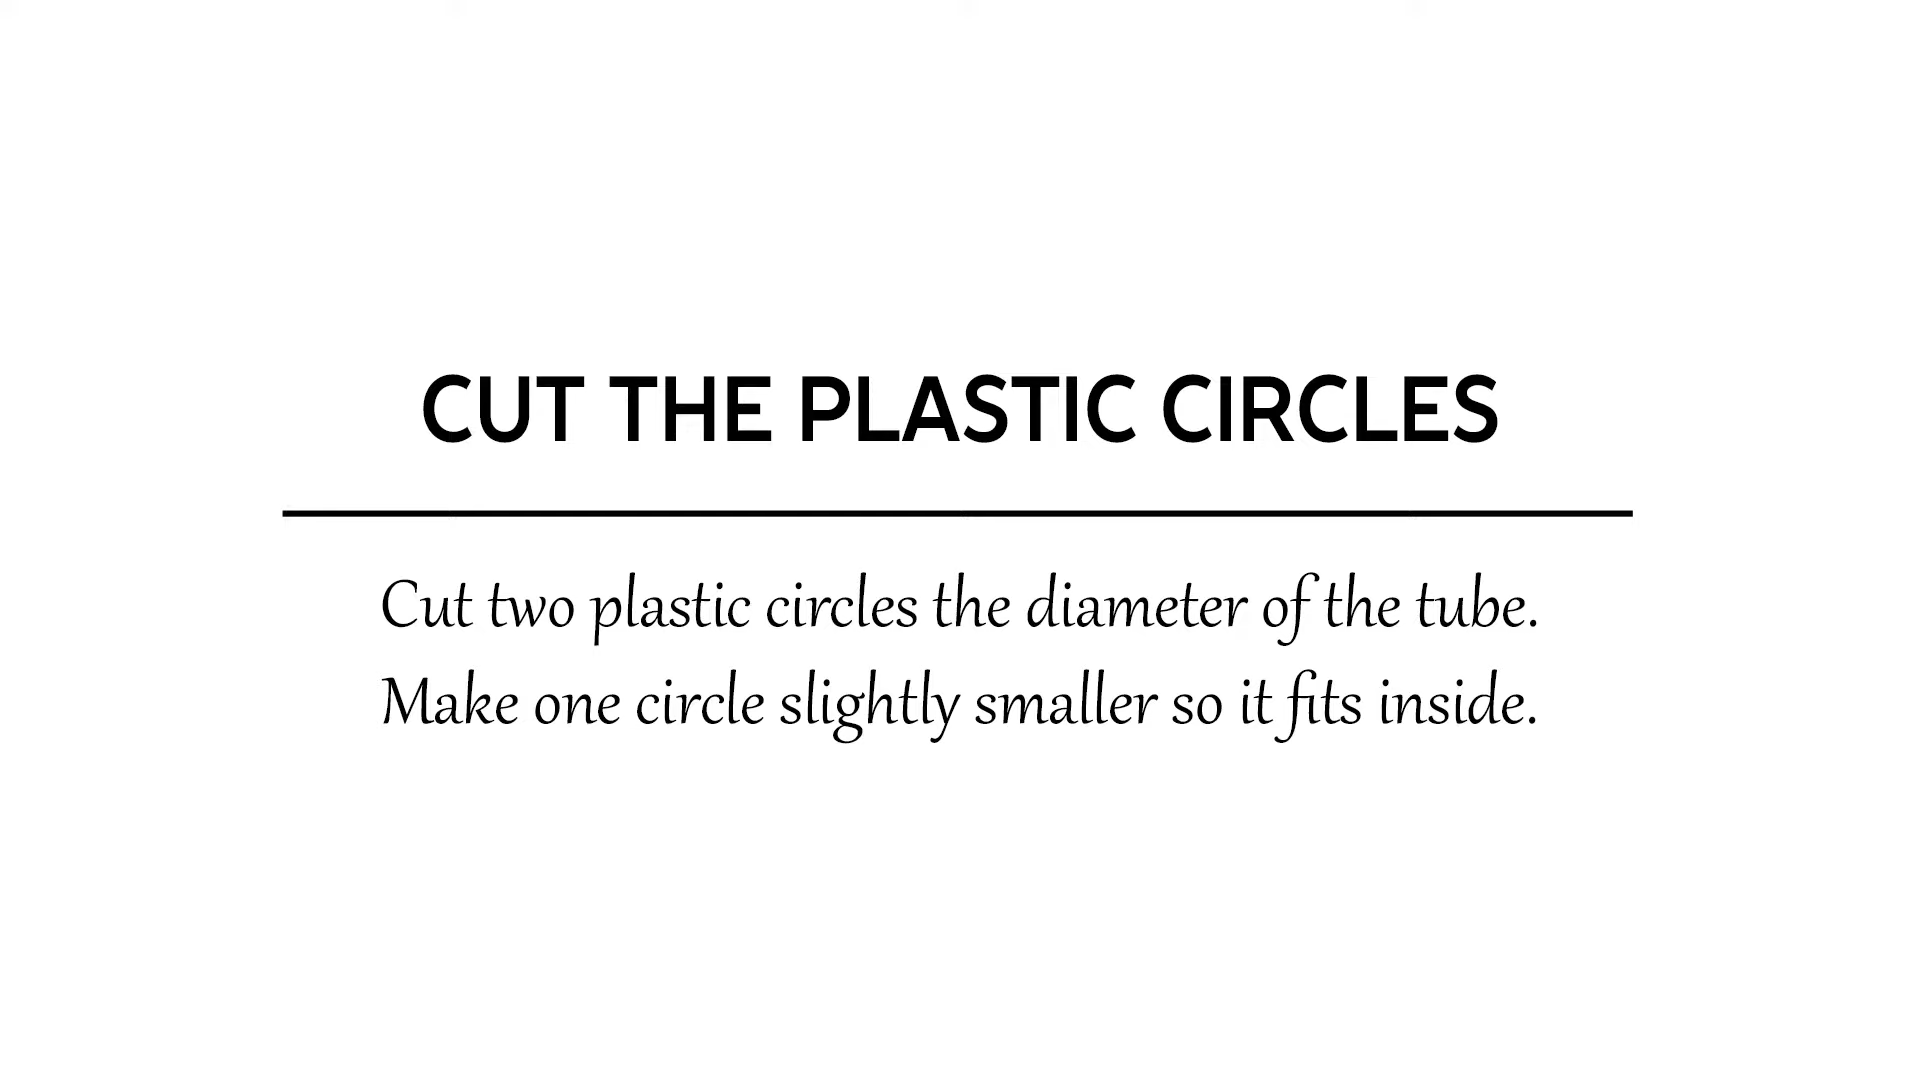 CUT THE PLASTIC CIRCLES
Cut two plastic circles the diameter of the tube.
Make one circle slightly smaller so it fits inside.